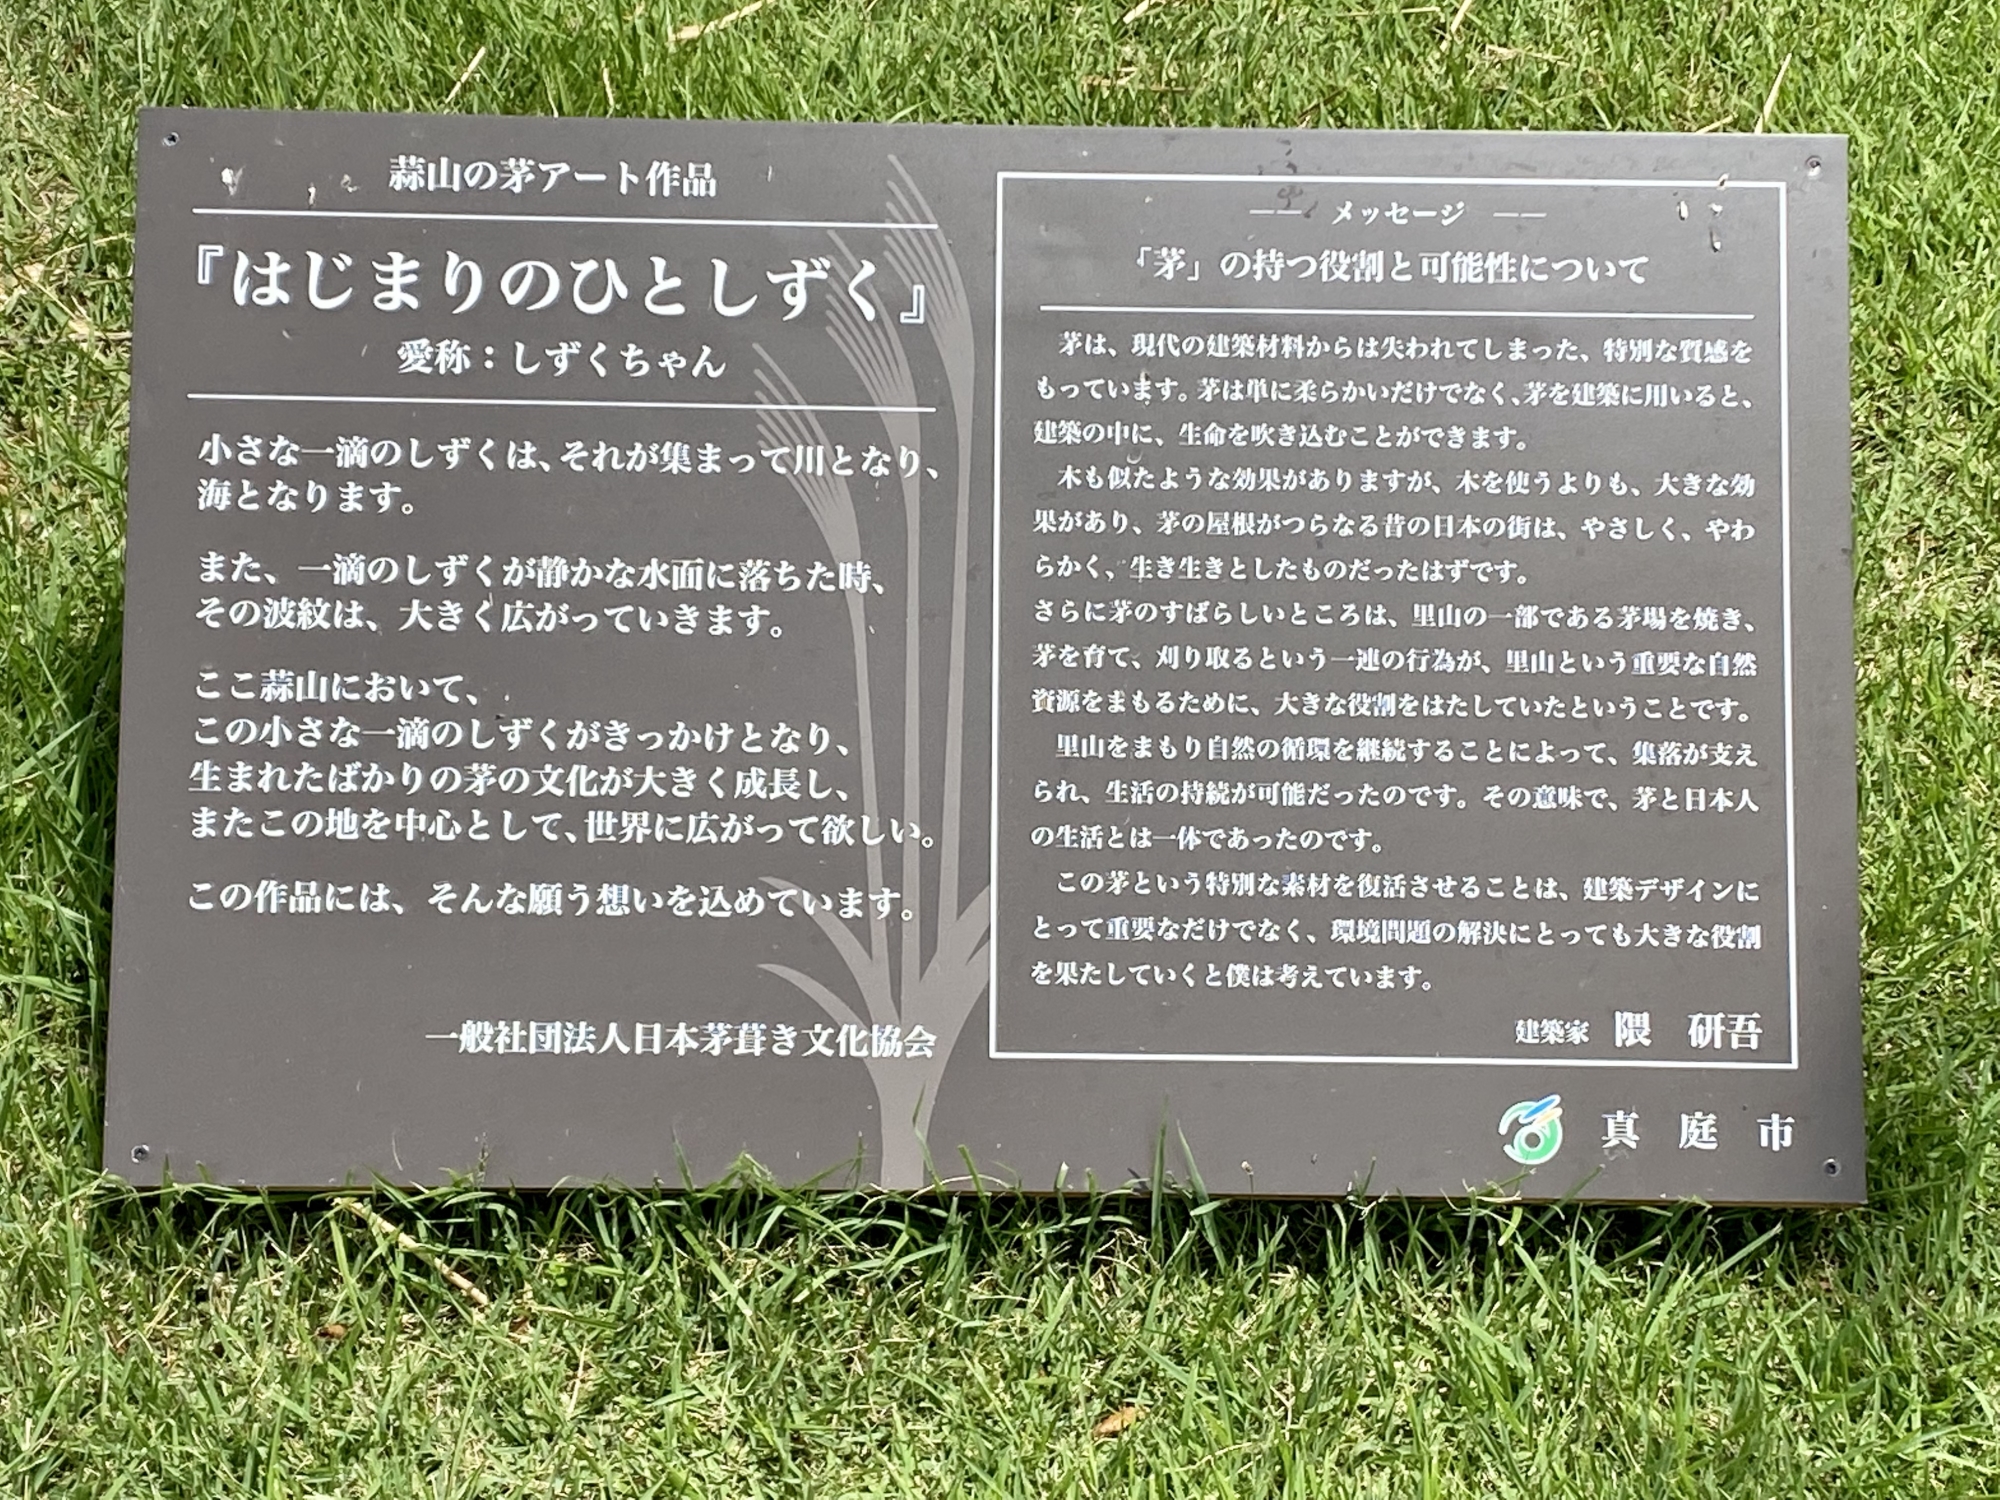 蒜山の茅アート作品
『はじまりのひとしずく』
愛称：しずくちゃん
小さな一滴のしずくは、それが集まって川となり、
海となります。
また、一滴のしずくが静かな水面に落ちた時、
その波紋は、大きく広がっていきます。
ここ蒜山において、
この小さな一滴のしずくがきっかけとなり、
生まれたばかりの茅の文化が大きく成長し、
またこの地を中心として、世界に広がって欲しい。
この作品には、そんな願う想いを込めています。
一般社団法人日本茅葺き文化協会
―― メッセージ ――
「茅」の持つ役割と可能性について
茅は、現代の建築材料からは失われてしまった、特別な質感を
もっています。茅は単に柔らかいだけでなく、茅を建築に用いると、
建築の中に、生命を吹き込むことができます。
木も似たような効果がありますが、木を使うよりも、大きな効
果があり、茅の屋根がつらなる昔の日本の街は、やさしく、やわ
らかく、生き生きとしたものだったはずです。
さらに茅のすばらしいところは、里山の一部である茅場を焼き、
茅を育て、刈り取るという一連の行為が、里山という重要な自然
資源をまもるために、大きな役割をはたしていたということです。
里山をまもり自然の循環を継続することによって、集落が支え
られ、生活の持続が可能だったのです。その意味で、茅と日本人
の生活とは一体であったのです。
この茅という特別な素材を復活させることは、建築デザインに
とって重要なだけでなく、環境問題の解決にとっても大きな役割
を果たしていくと僕は考えています。
建築家 隈 研吾
真庭市